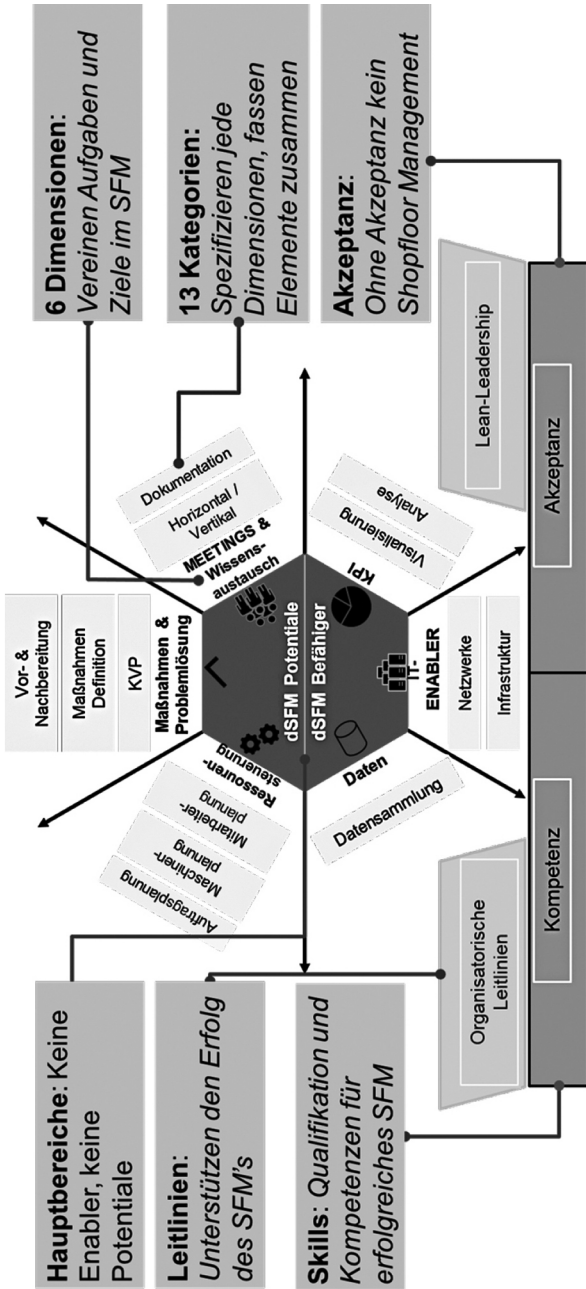 Hauptbereiche: Keine
Enabler, keine
Potentiale
Leitlinien:
Unterstützen den Erfolg
des SFM's
Skills: Qualifikation und
Kompetenzen für
erfolgreiches SFM
Vor- &
Nachbereitung
Maßnahmen
Definition
KVP
Maßnahmen &
Problemlösung
Auftragsplanung
Maschinen-
planung
Mitarbeiter-
planung
Ressouren-
steuerung
dSFM Potentiale
dSFM Befähiger
MEETINGS &
Wissens-
austausch
Horizontal /
Vertikal
Dokumentation
Daten
Datensammlung
IT-
ENABLER
Netzwerke
Infrastruktur
KPI
Visualisierung
Analyse
6 Dimensionen:
Vereinen Aufgaben und
Ziele im SFM
13 Kategorien:
Spezifizieren jede
Dimensionen, fassen
Elemente zusammen
Akzeptanz:
Ohne Akzeptanz kein
Shopfloor Management
Organisatorische
Leitlinien
Lean-Leadership
Kompetenz
Akzeptanz